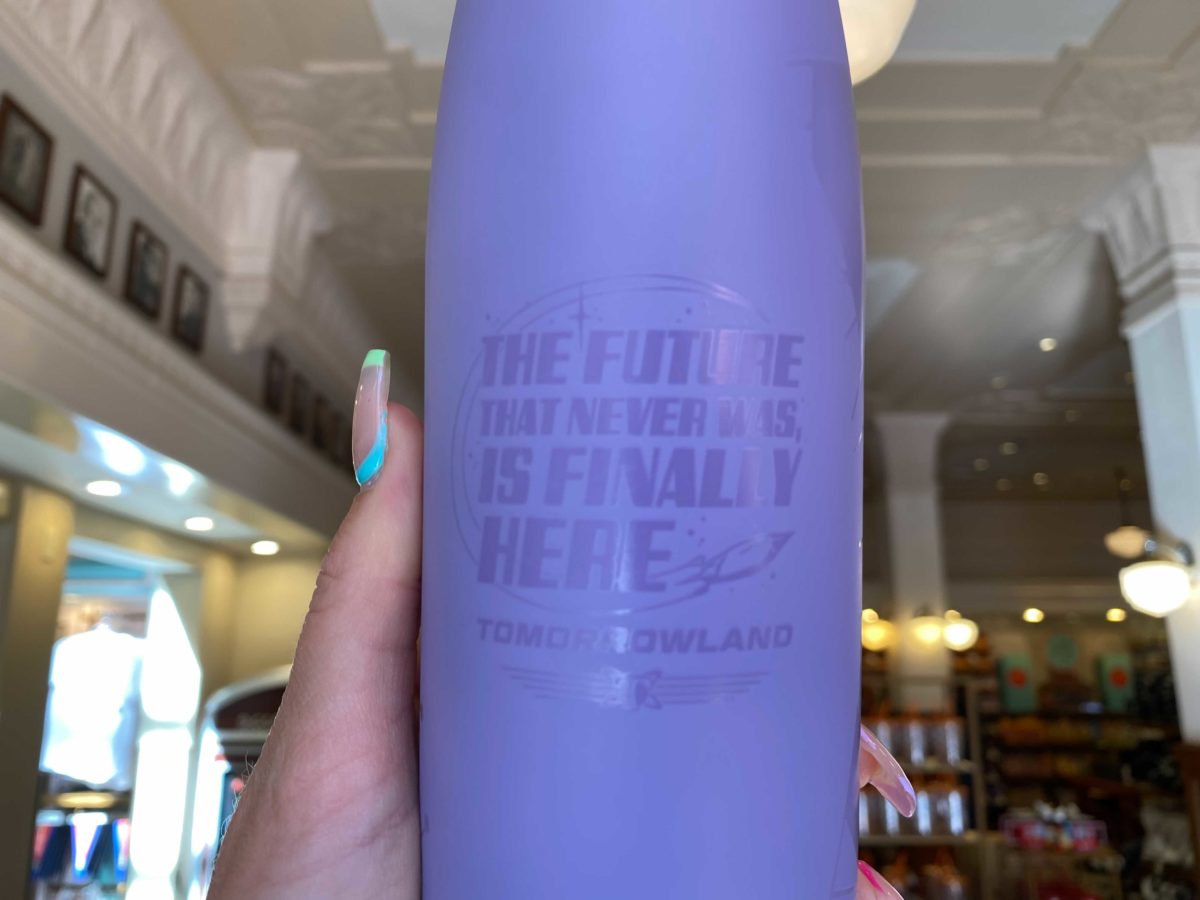 THE FUTURE
THAT NEVER WAS,
IS FINALLY
HERE
TOMORROWLAND